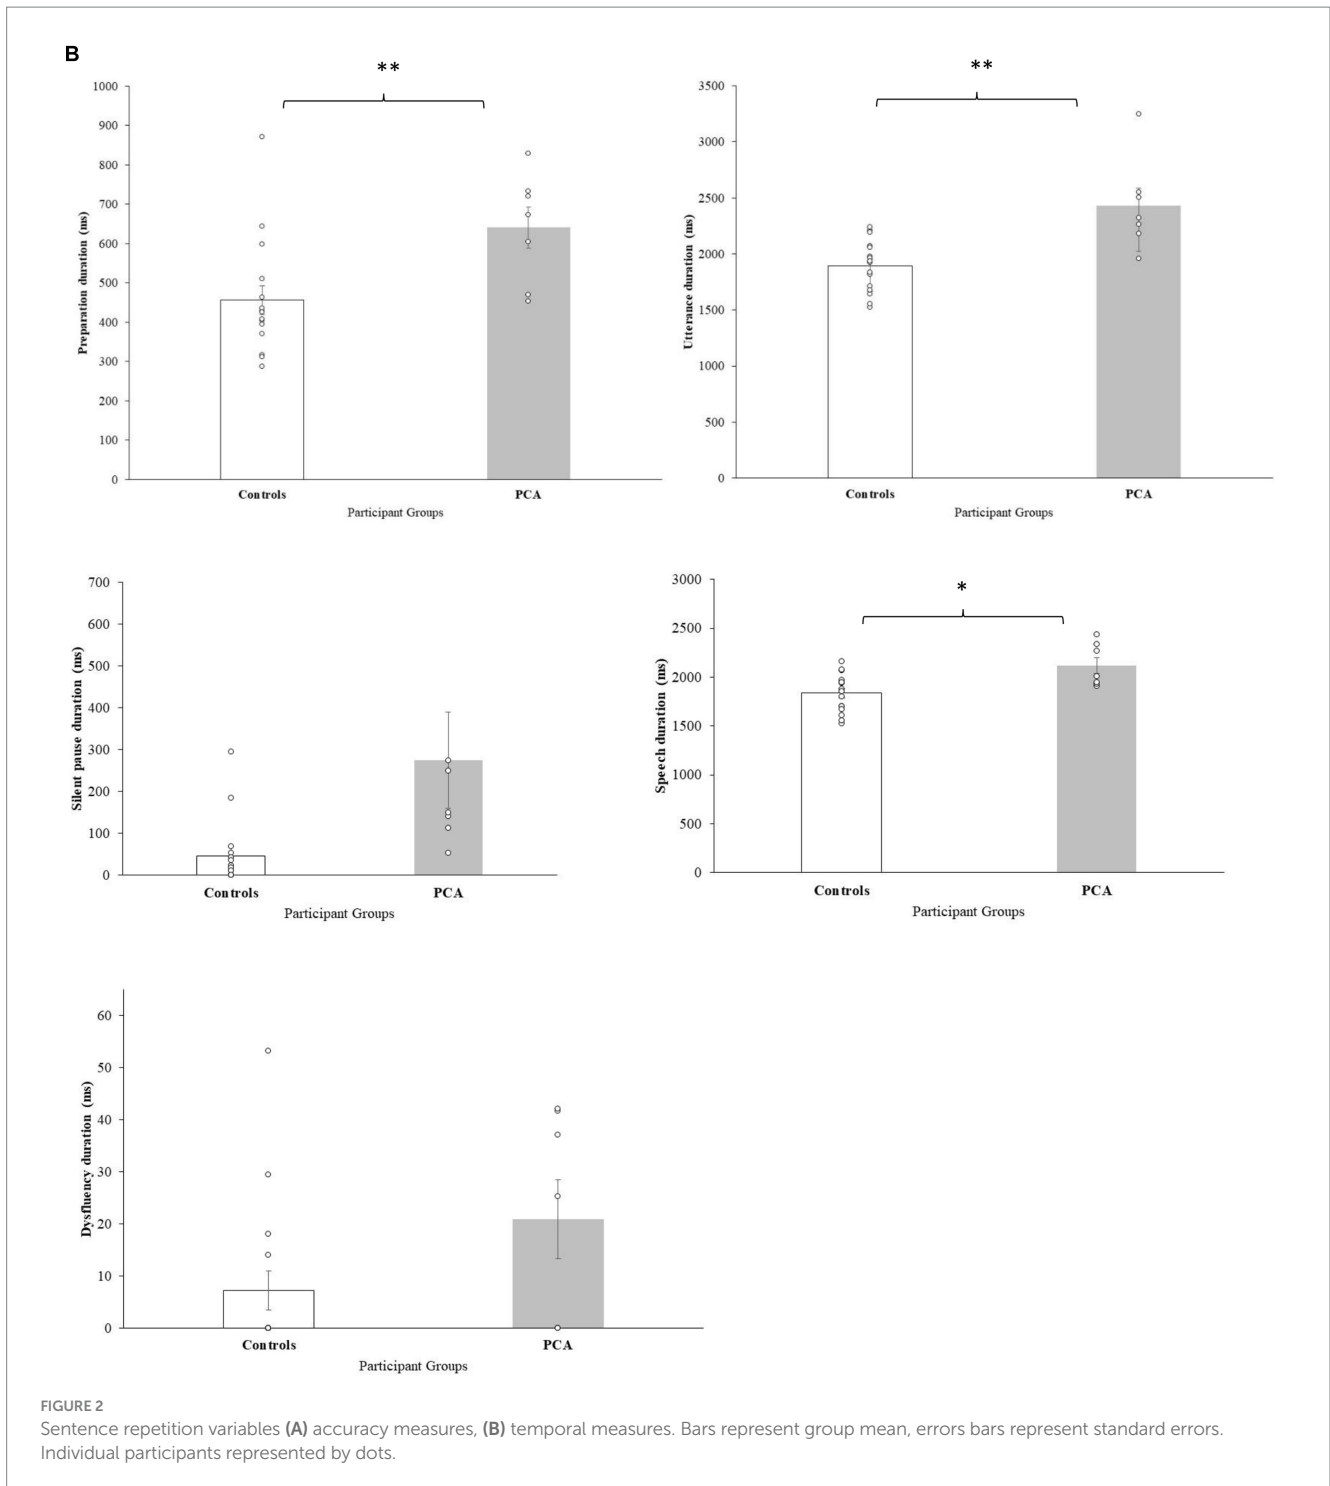 B
**
1000
900
800
700
600
500
400
300
200
100
0
Preparation duration (ms)
Controls
PCA
Participant Groups
**
3500
3000
2500
2000
1500
1000
500
0
Utterance duration (ms)
Controls
PCA
Participant Groups
700
600
500
400
300
200
100
0
Silent pause duration (ms)
Controls
PCA
Participant Groups
*
3000
2500
2000
1500
1000
500
0
Speech duration (ms)
Controls
PCA
Participant Groups
60
50
40
30
20
10
0
Dysfluency duration (ms)
Controls
PCA
Participant Groups
FIGURE 2
Sentence repetition variables (A) accuracy measures, (B) temporal measures. Bars represent group mean, errors bars represent standard errors.
Individual participants represented by dots.